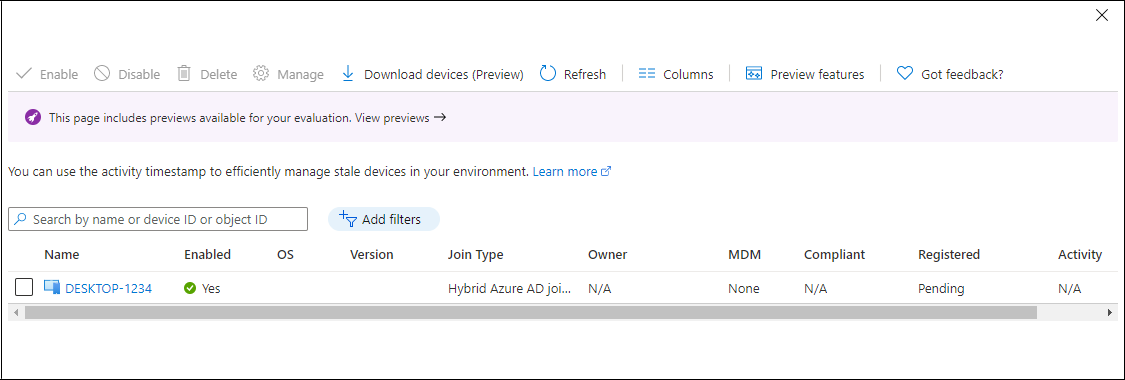 Enable Disable Delete Manage Download devices (Preview) Refresh Columns Preview features Got feedback?
This page includes previews available for your evaluation. View previews →
You can use the activity timestamp to efficiently manage stale devices in your environment. Learn more
Search by name or device ID or object ID Add filters
Name Enabled OS Version Join Type Owner MDM Compliant Registered Activity
DESKTOP-1234 Yes Hybrid Azure AD joi... N/A None N/A Pending N/A